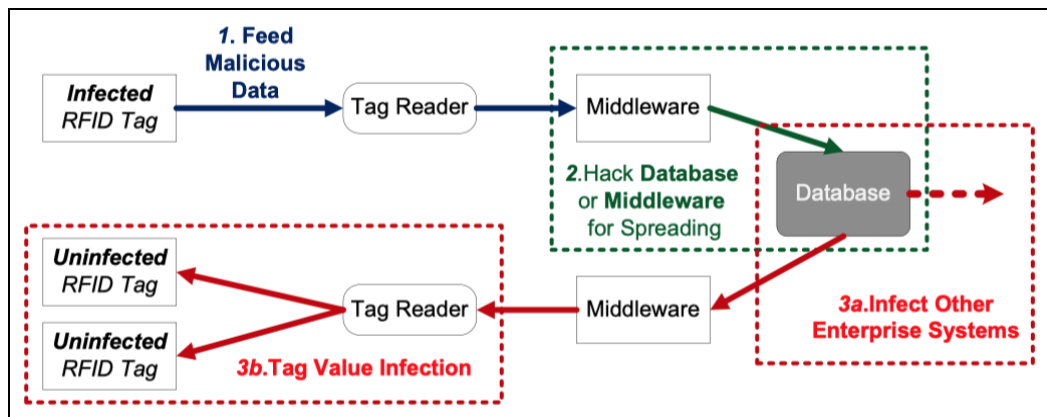 1. Feed
Malicious
Data
Infected
RFID Tag
Tag Reader
Middleware
2.Hack Database
or Middleware
for Spreading
Database
3a.Infect Other
Enterprise Systems
Uninfected
RFID Tag
Uninfected
RFID Tag
Tag Reader
Middleware
3b.Tag Value Infection